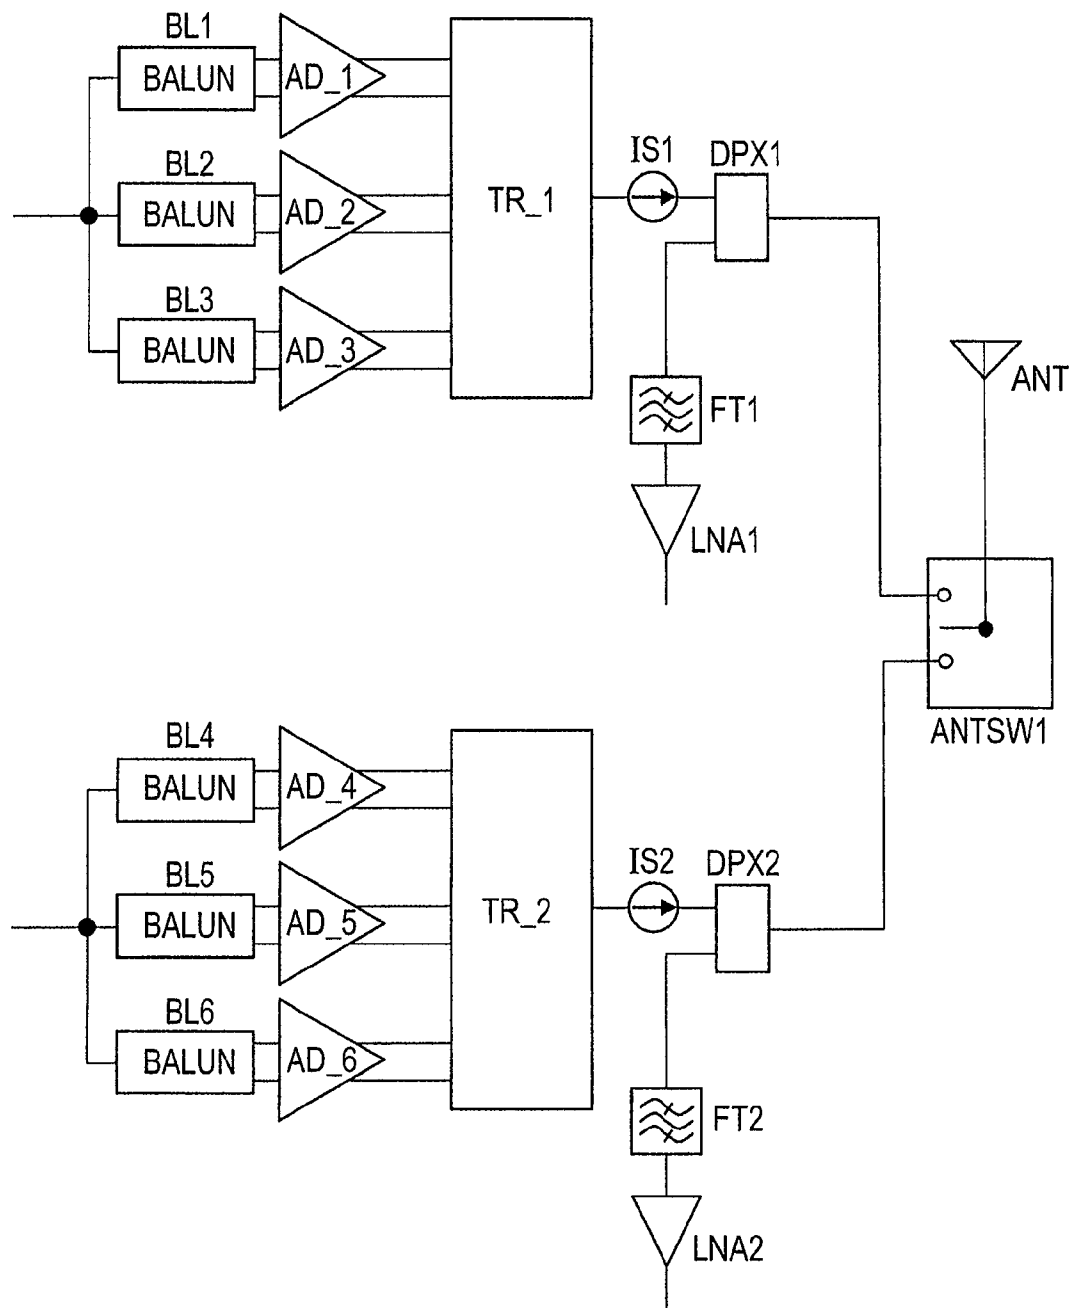 BL1
BALUN
AD_1
BL2
BALUN
AD_2
BL3
BALUN
AD_3
TR_1
IS1
DPX1
FT1
LNA1
ANT
ANTSW1
BL4
BALUN
AD_4
BL5
BALUN
AD_5
BL6
BALUN
AD_6
TR_2
IS2
DPX2
FT2
LNA2